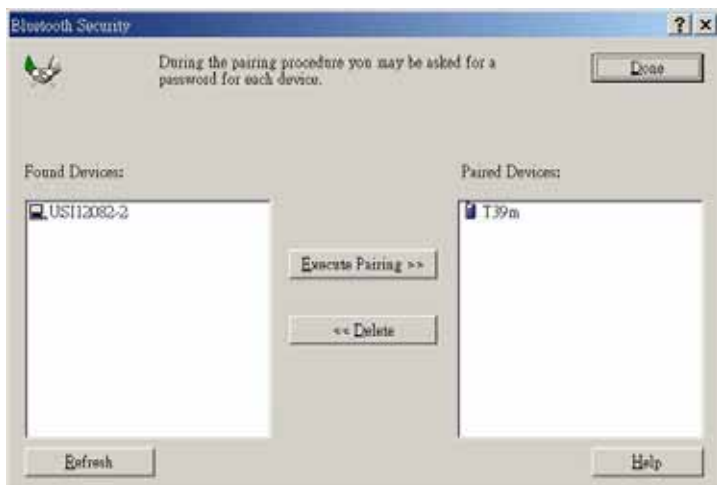 Bluetooth Security
During the pairing procedure you may be asked for a
password for each device.
Done
Found Devices:
Paired Devices:
USI12082-2
T39m
Execute Pairing >>
<< Delete
Refresh
Help